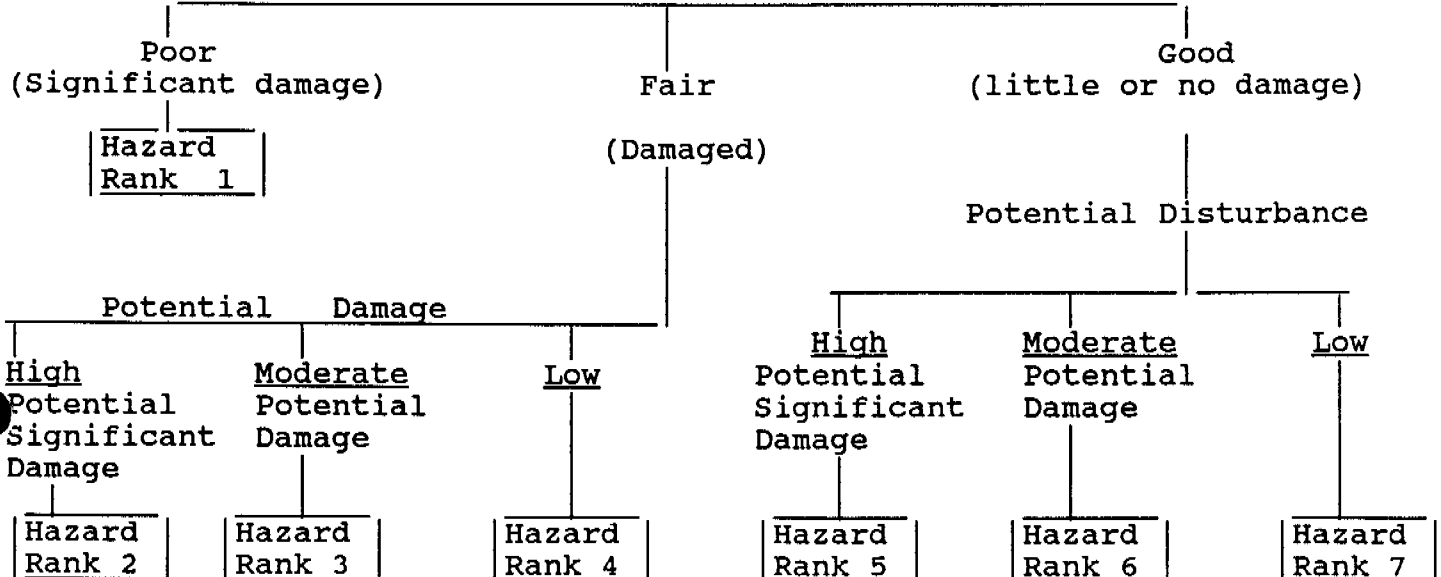 Poor
(Significant damage)
Hazard
Rank 1
Fair
(Damaged)
Good
(little or no damage)
Potential Disturbance
Potential Damage
High
Potential
Significant
Damage
Hazard
Rank 2
Moderate
Potential
Damage
Hazard
Rank 3
Low
Hazard
Rank 4
High
Potential
Significant
Damage
Hazard
Rank 5
Moderate
Potential
Damage
Hazard
Rank 6
Low
Hazard
Rank 7